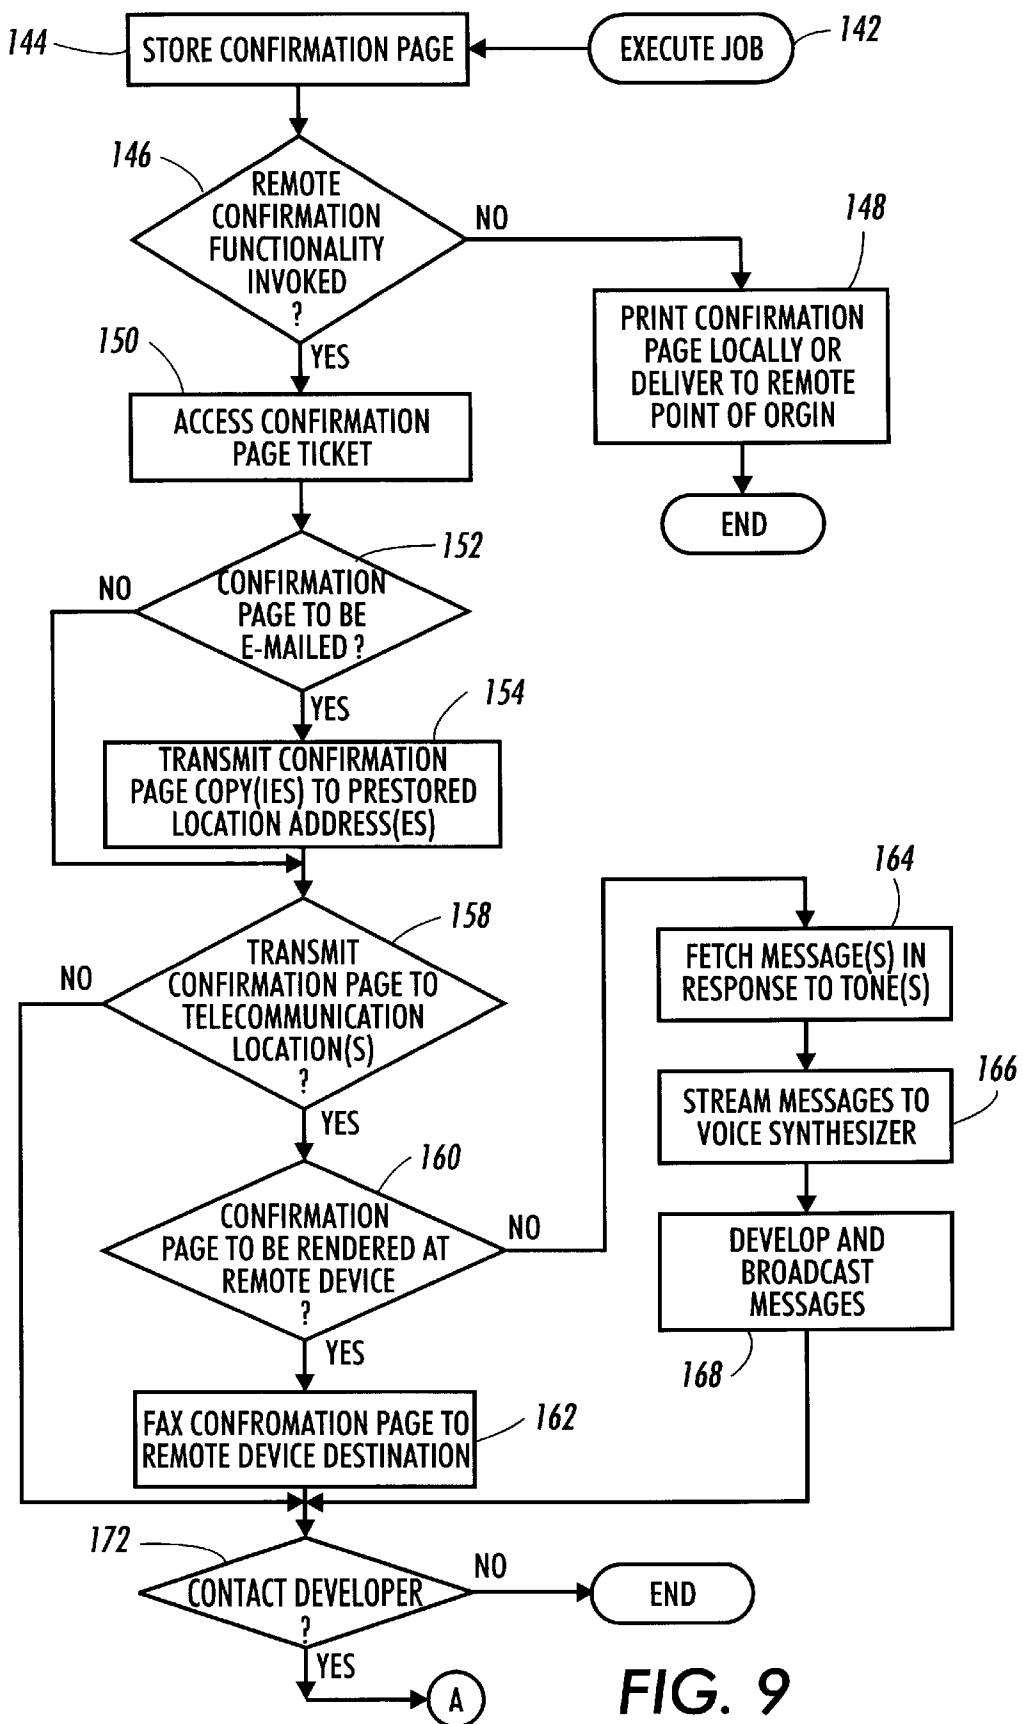 144
STORE CONFIRMATION PAGE
EXECUTE JOB
142
146
REMOTE
CONFIRMATION
FUNCTIONALITY
INVOKED
?
NO
148
PRINT CONFIRMATION
PAGE LOCALLY OR
DELIVER TO REMOTE
POINT OF ORGIN
END
150
YES
ACCESS CONFIRMATION
PAGE TICKET
152
NO
CONFIRMATION
PAGE TO BE
E-MAILED ?
YES
154
TRANSMIT CONFIRMATION
PAGE COPY(IES) TO PRESTORED
LOCATION ADDRESS(ES)
158
NO
TRANSMIT
CONFIRMATION PAGE TO
TELECOMMUNICATION
LOCATION(S)
?
YES
160
CONFIRMATION
PAGE TO BE RENDERED AT
REMOTE DEVICE
?
NO
164
FETCH MESSAGE(S) IN
RESPONSE TO TONE(S)
166
STREAM MESSAGES TO
VOICE SYNTHESIZER
DEVELOP AND
BROADCAST
MESSAGES
168
YES
FAX CONFROMATION PAGE TO
REMOTE DEVICE DESTINATION
162
172
CONTACT DEVELOPER
?
NO
END
YES
A
FIG. 9